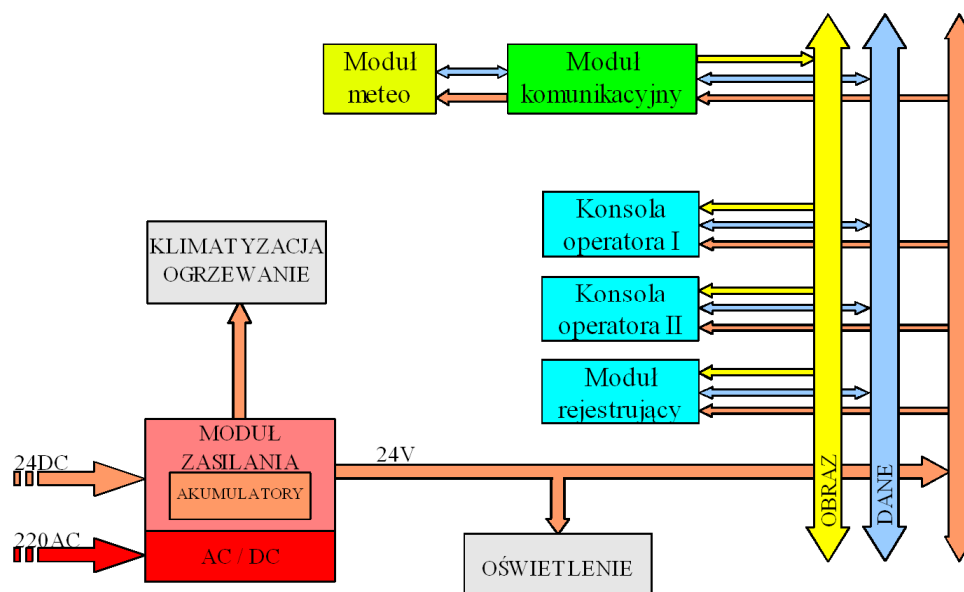 Moduł
meteo
Moduł
komunikacyjny
Konsola
operatora I
KLIMATYZACJA
OGRZEWANIE
Konsola
operatora II
Moduł
rejestrujący
MODUŁ
ZASILANIA
24DC
24V
AKUMULATORY
OBRAZ
DANE
220AC
AC / DC
OŚWIETLENIE